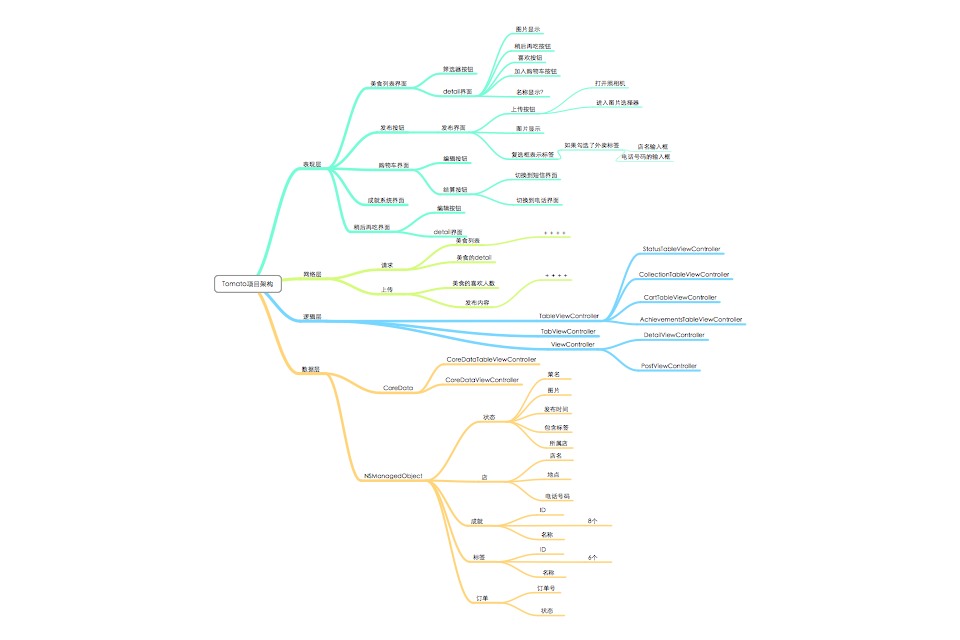 Tomato项目架构
表现层
美食列表界面
筛选器按钮
detail界面
图片显示
稍后再吃按钮
喜欢按钮
加入购物车按钮
名称显示?
发布按钮
发布界面
上传按钮
打开照相机
进入图片选择器
图片显示
复选框表示标签
如果勾选了外卖标签
店名输入框
电话号码的输入框
购物车界面
编辑按钮
结算按钮
切换到短信界面
切换到电话界面
成就系统界面
稍后再吃界面
编辑按钮
detail界面
网络层
请求
美食列表
++++
美食的detail
上传
美食的喜欢人数
发布内容
++++
逻辑层
TableViewController
StatusTableViewController
CollectionTableViewController
CartTableViewController
AchievementsTableViewController
TabViewController
ViewController
DetailViewController
PostViewController
数据层
CoreData
CoreDataTableViewController
CoreDataViewController
NSManagedObject
状态
菜名
图片
发布时间
包含标签
所属店
店
店名
地点
电话号码
成就
ID
8个
名称
标签
ID
6个
名称
订单
订单号
状态